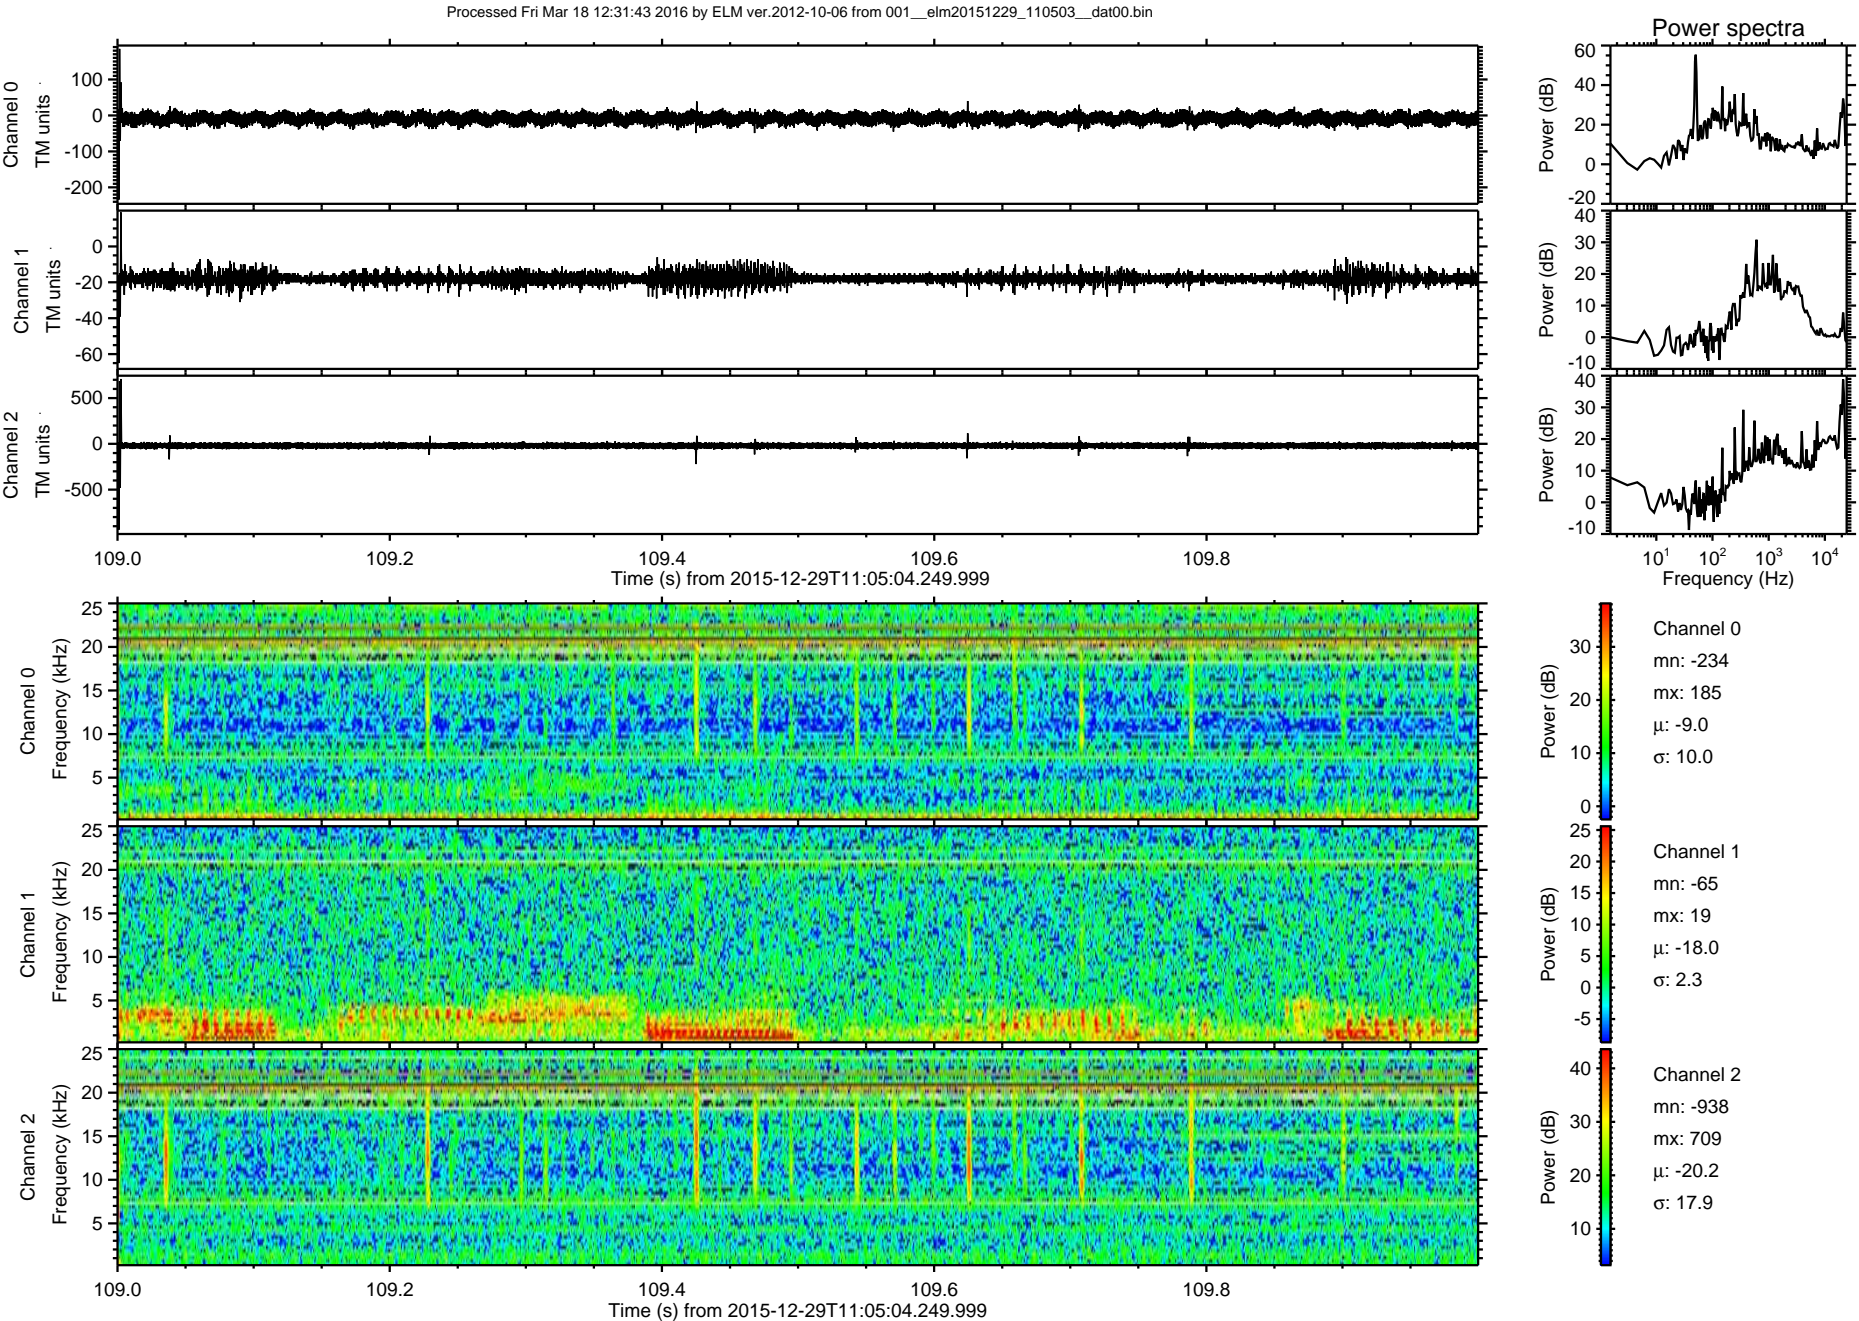 Processed Fri Mar 18 12:31:43 2016 by ELM ver.2012-10-06 from 001__elm20151229_110503__dat00.bin
Power spectra
Channel 0
TM units
100
0
-100
-200
Power (dB)
60
40
20
0
-20
Channel 1
TM units
0
-20
-40
-60
Power (dB)
40
30
20
10
0
-10
Channel 2
TM units
500
0
-500
Power (dB)
40
30
20
10
0
-10
109.0 109.2 109.4 109.6 109.8
Time (s) from 2015-12-29T11:05:04.249.999
10¹ 10² 10³ 10⁴
Frequency (Hz)
Channel 0
Frequency (kHz)
25
20
15
10
5
Power (dB)
30
20
10
0
Channel 0
mn: -234
mx: 185
μ: -9.0
σ: 10.0
Channel 1
Frequency (kHz)
25
20
15
10
5
Power (dB)
25
20
15
10
5
0
-5
Channel 1
mn: -65
mx: 19
μ: -18.0
σ: 2.3
Channel 2
Frequency (kHz)
25
20
15
10
5
Power (dB)
40
30
20
10
Channel 2
mn: -938
mx: 709
μ: -20.2
σ: 17.9
109.0 109.2 109.4 109.6 109.8
Time (s) from 2015-12-29T11:05:04.249.999